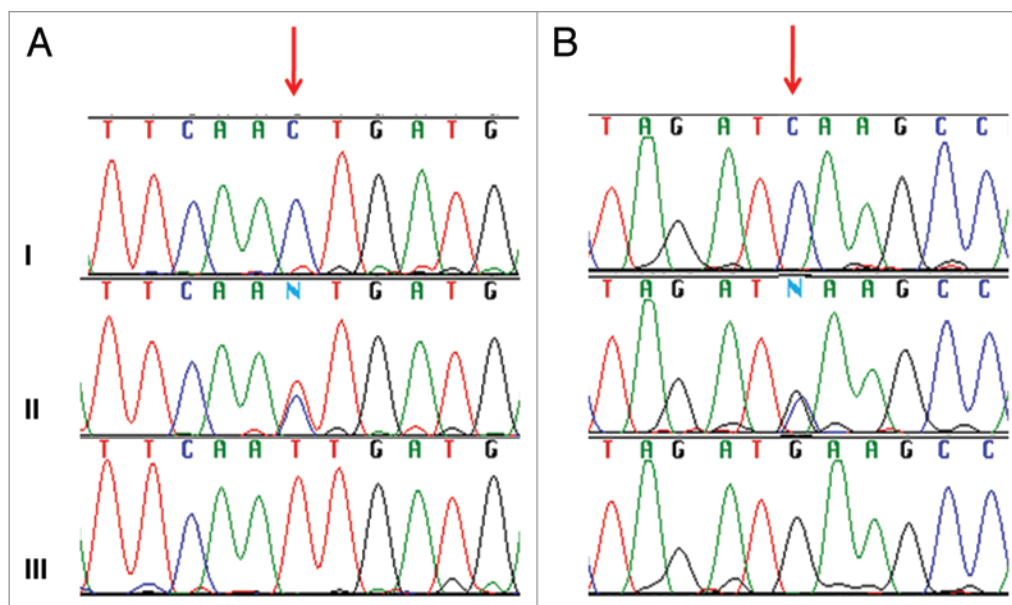 A
B
T T C A A C T G A T G
T A G A T C A A G C C
I
T T C A A N T G A T G
T A G A T N A A G C C
II
T T C A A T T G A T G
T A G A T G A A G C C
III